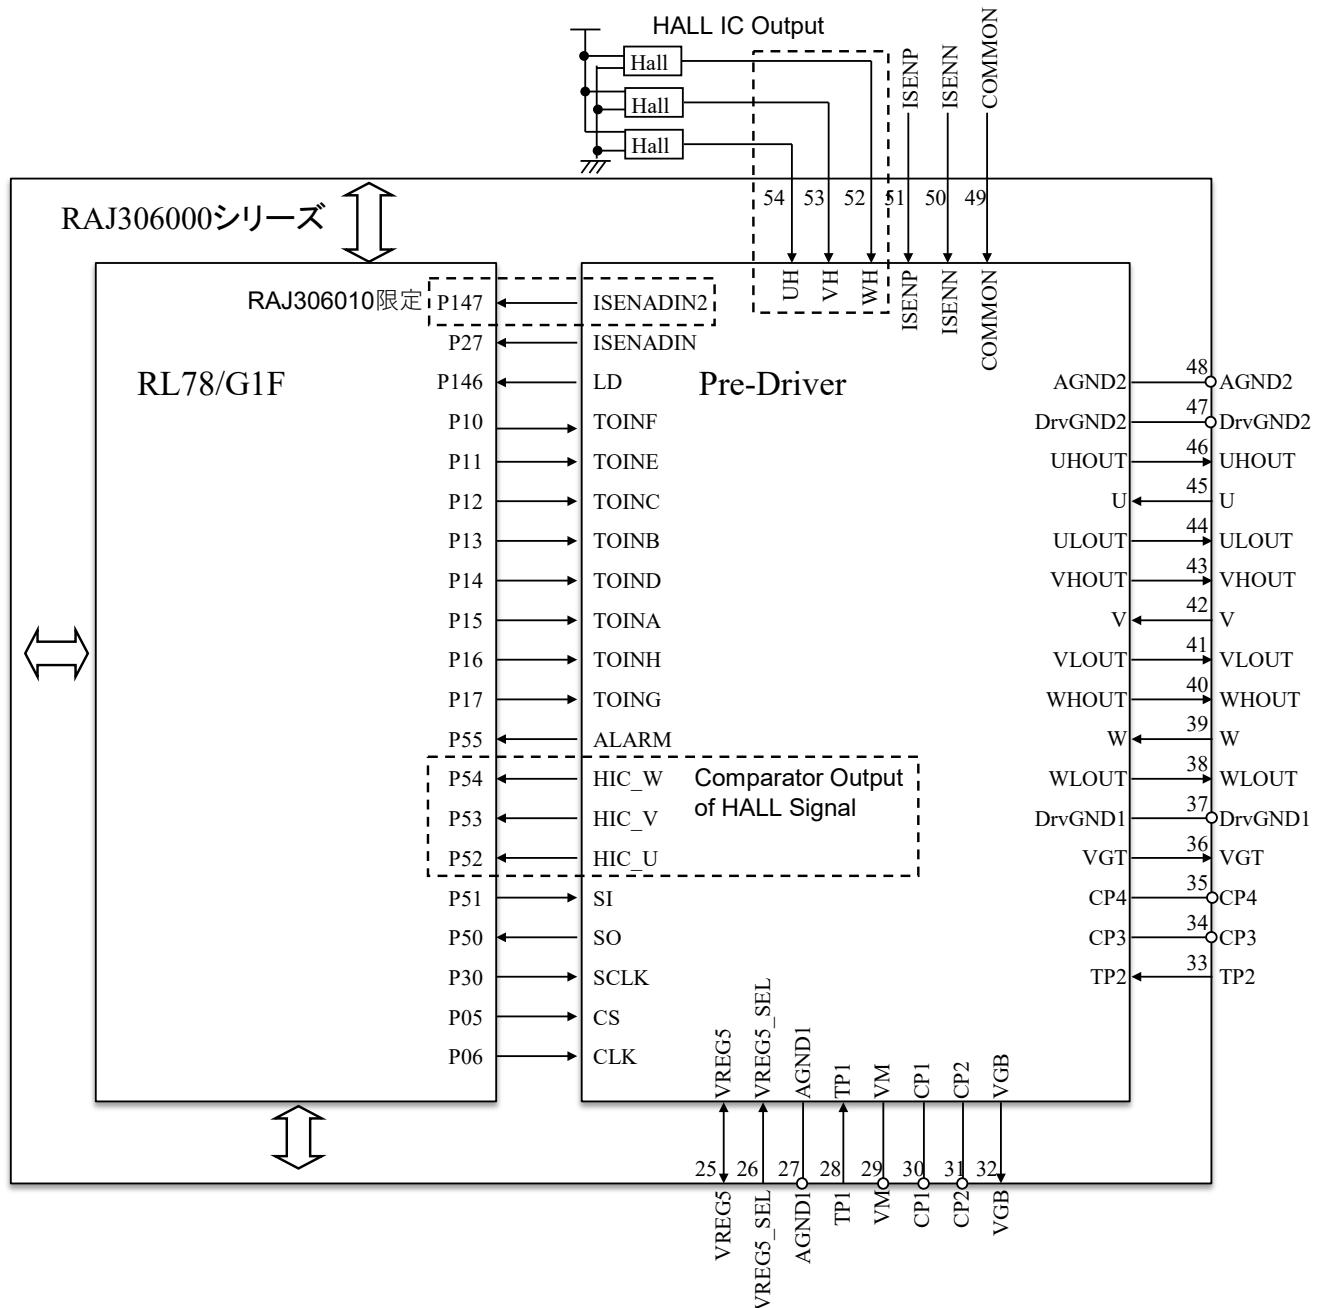 HALL IC Output
Hall
Hall
Hall
ISENP
ISENN
COMMON
54
53
52
51
50
49
RAJ306000シリーズ
UH
VH
WH
ISENP
ISENN
COMMON
RAJ306010限定
RL78/G1F
Pre-Driver
P147
ISENADIN2
P27
ISENADIN
P146
LD
P10
TOINF
P11
TOINE
P12
TOINC
P13
TOINB
P14
TOIND
P15
TOINA
P16
TOINH
P17
TOING
P55
ALARM
P54
HIC_W
P53
HIC_V
P52
HIC_U
Comparator Output
of HALL Signal
P51
SI
P50
SO
P30
SCLK
P05
CS
P06
CLK
AGND2
48
AGND2
DrvGND2
47
DrvGND2
UHOUT
46
UHOUT
U
45
U
ULOUT
44
ULOUT
VHOUT
43
VHOUT
V
42
V
VLOUT
41
VLOUT
WHOUT
40
WHOUT
W
39
W
WLOUT
38
WLOUT
DrvGND1
37
DrvGND1
VGT
36
VGT
CP4
35
CP4
CP3
34
CP3
TP2
33
TP2
VREG5
VREG5_SEL
AGND1
TP1
VM
CP1
CP2
VGB
25
26
27
28
29
30
31
32
VREG5
VREG5_SEL
AGND1
TP1
VM
CP1
CP2
VGB